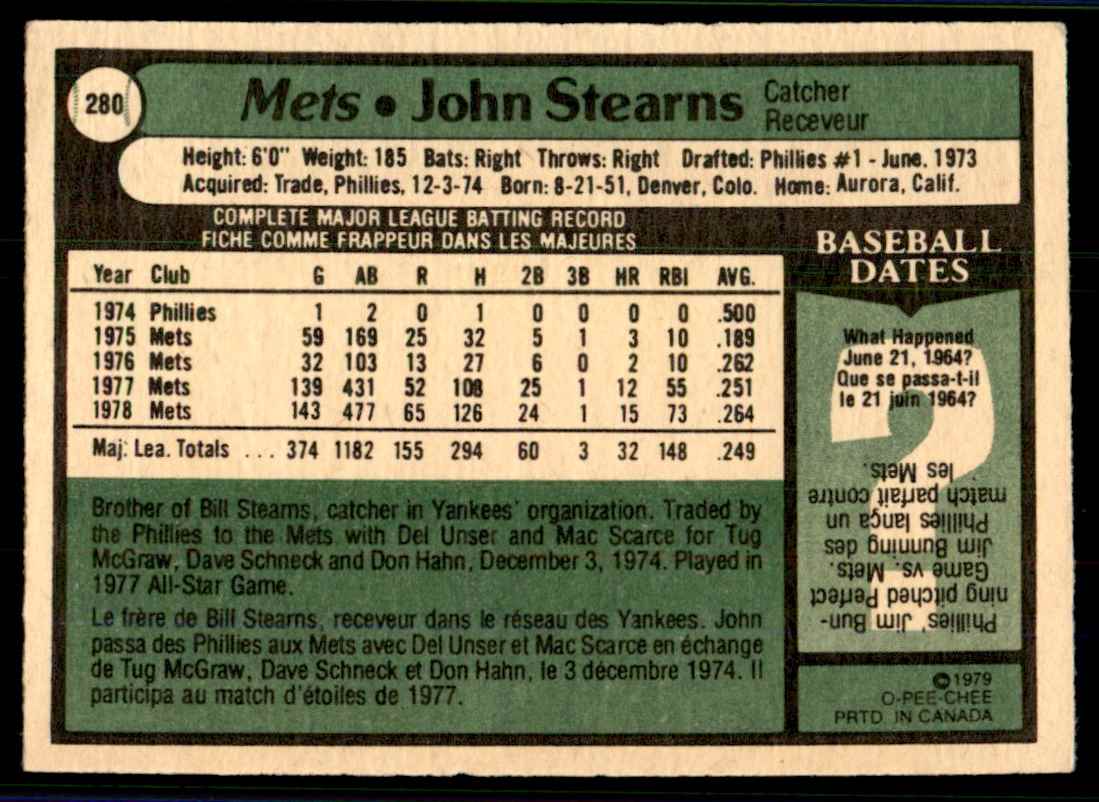 280
Mets • John Stearns
Catcher
Receveur
Height: 6'0" Weight: 185 Bats: Right Throws: Right Drafted: Phillies #1 - June, 1973
Acquired: Trade, Phillies, 12-3-74 Born: 8-21-51, Denver, Colo. Home: Aurora, Calif.
COMPLETE MAJOR LEAGUE BATTING RECORD
FICHE COMME FRAPPEUR DANS LES MAJEURES
Year Club G AB R H 2B 3B HR RBI AVG.
1974 Phillies 1 2 0 1 0 0 0 0 .500
1975 Mets 59 169 25 32 5 1 3 10 .189
1976 Mets 32 103 13 27 6 0 2 10 .262
1977 Mets 139 431 52 108 25 1 12 55 .251
1978 Mets 143 477 65 126 24 1 15 73 .264
Maj. Lea. Totals ... 374 1182 155 294 60 3 32 148 .249
Brother of Bill Stearns, catcher in Yankees' organization. Traded by
the Phillies to the Mets with Del Unser and Mac Scarce for Tug
McGraw, Dave Schneck and Don Hahn, December 3, 1974. Played in
1977 All-Star Game.
Le frère de Bill Stearns, receveur dans le réseau des Yankees. John
passa des Phillies aux Mets avec Del Unser et Mac Scarce en échange
de Tug McGraw, Dave Schneck et Don Hahn, le 3 décembre 1974. Il
participa au match d'étoiles de 1977.
BASEBALL
DATES
What Happened
June 21, 1964?
Que se passa-t-il
le 21 juin 1964?
Phillies' Jim Bun-
ning pitched Perfect
Game vs. Mets.
Jim Bunning des
Phillies lança un
match parfait contre
les Mets.
©1979
O-PEE-CHEE
PRTD. IN CANADA